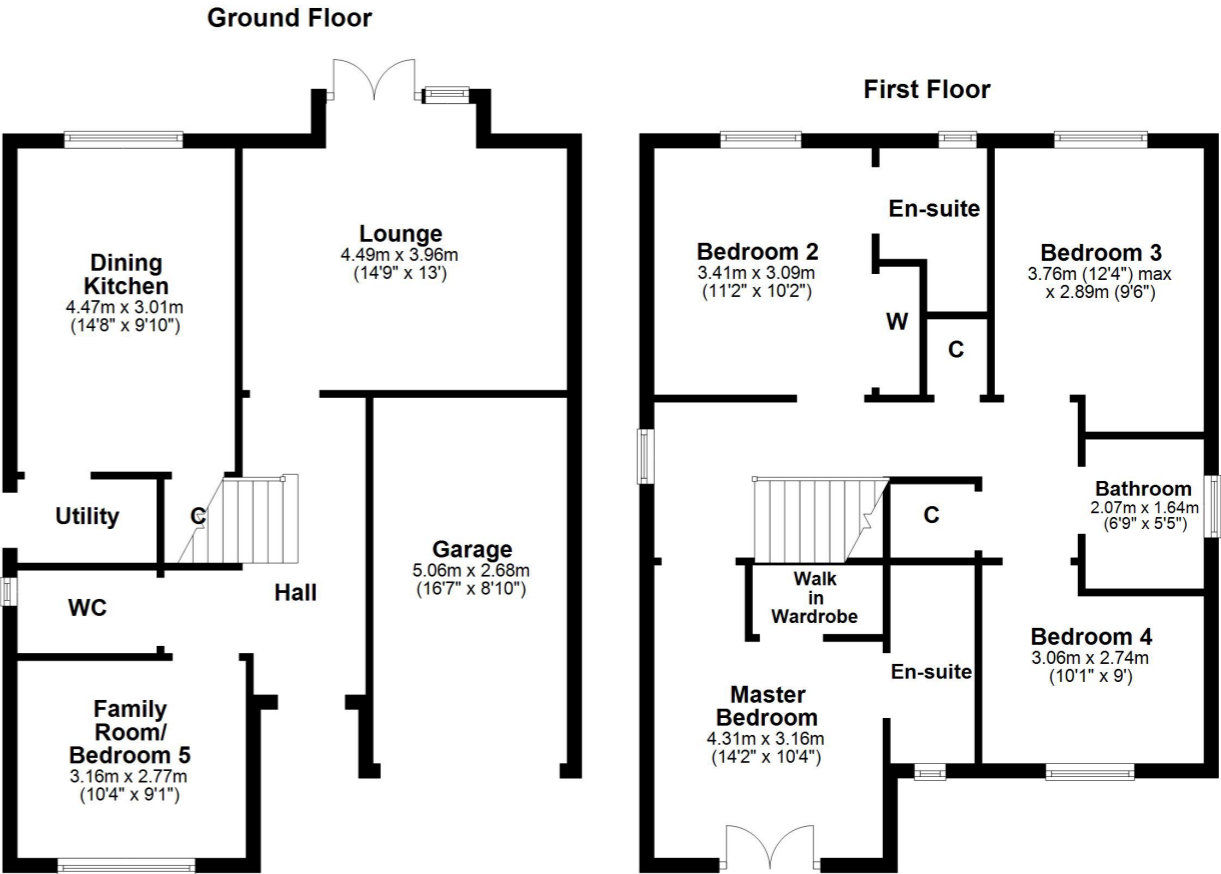 Ground Floor
Lounge
4.49m x 3.96m
(14'9" x 13')
Dining
Kitchen
4.47m x 3.01m
(14'8" x 9'10")
Utility
C
Garage
5.06m x 2.68m
(16'7" x 8'10")
Hall
WC
Family
Room/
Bedroom 5
3.16m x 2.77m
(10'4" x 9'1")
First Floor
En-suite
Bedroom 2
3.41m x 3.09m
(11'2" x 10'2")
Bedroom 3
3.76m (12'4") max
x 2.89m (9'6")
W
C
Bathroom
2.07m x 1.64m
(6'9" x 5'5")
C
Walk
in
Wardrobe
Bedroom 4
3.06m x 2.74m
(10'1" x 9')
En-suite
Master
Bedroom
4.31m x 3.16m
(14'2" x 10'4")